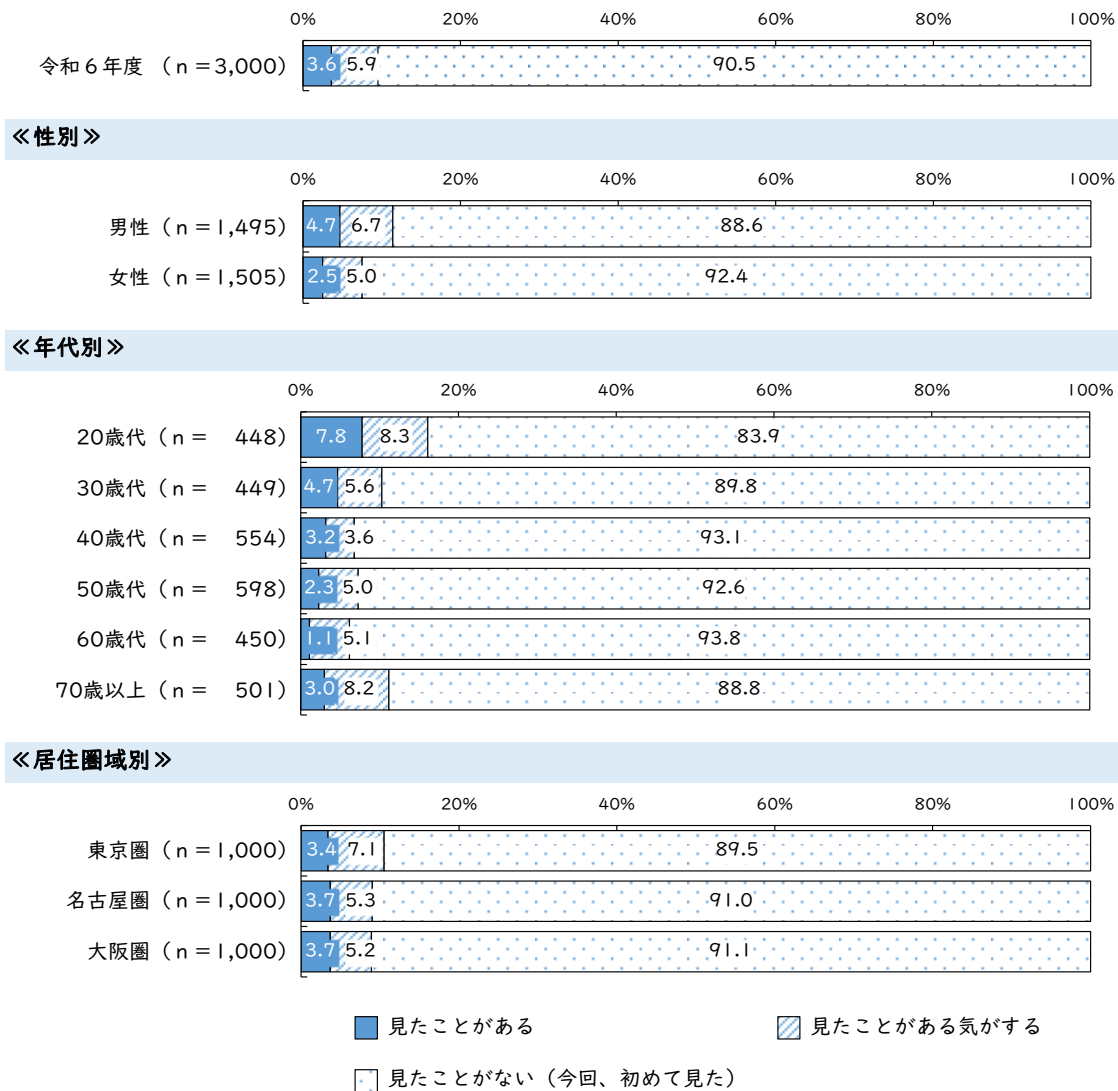 0% 20% 40% 60% 80% 100%
令和６年度 （ｎ＝3,000） 3.6 5.9 90.5
≪性別≫
0% 20% 40% 60% 80% 100%
男性（ｎ＝1,495） 4.7 6.7 88.6
女性（ｎ＝1,505） 2.5 5.0 92.4
≪年代別≫
0% 20% 40% 60% 80% 100%
20歳代（ｎ＝ 448） 7.8 8.3 83.9
30歳代（ｎ＝ 449） 4.7 5.6 89.8
40歳代（ｎ＝ 554） 3.2 3.6 93.1
50歳代（ｎ＝ 598） 2.3 5.0 92.6
60歳代（ｎ＝ 450） 1.1 5.1 93.8
70歳以上（ｎ＝ 501） 3.0 8.2 88.8
≪居住圏域別≫
0% 20% 40% 60% 80% 100%
東京圏（ｎ＝1,000） 3.4 7.1 89.5
名古屋圏（ｎ＝1,000） 3.7 5.3 91.0
大阪圏（ｎ＝1,000） 3.7 5.2 91.1
見たことがある 見たことがある気がする
見たことがない（今回、初めて見た）